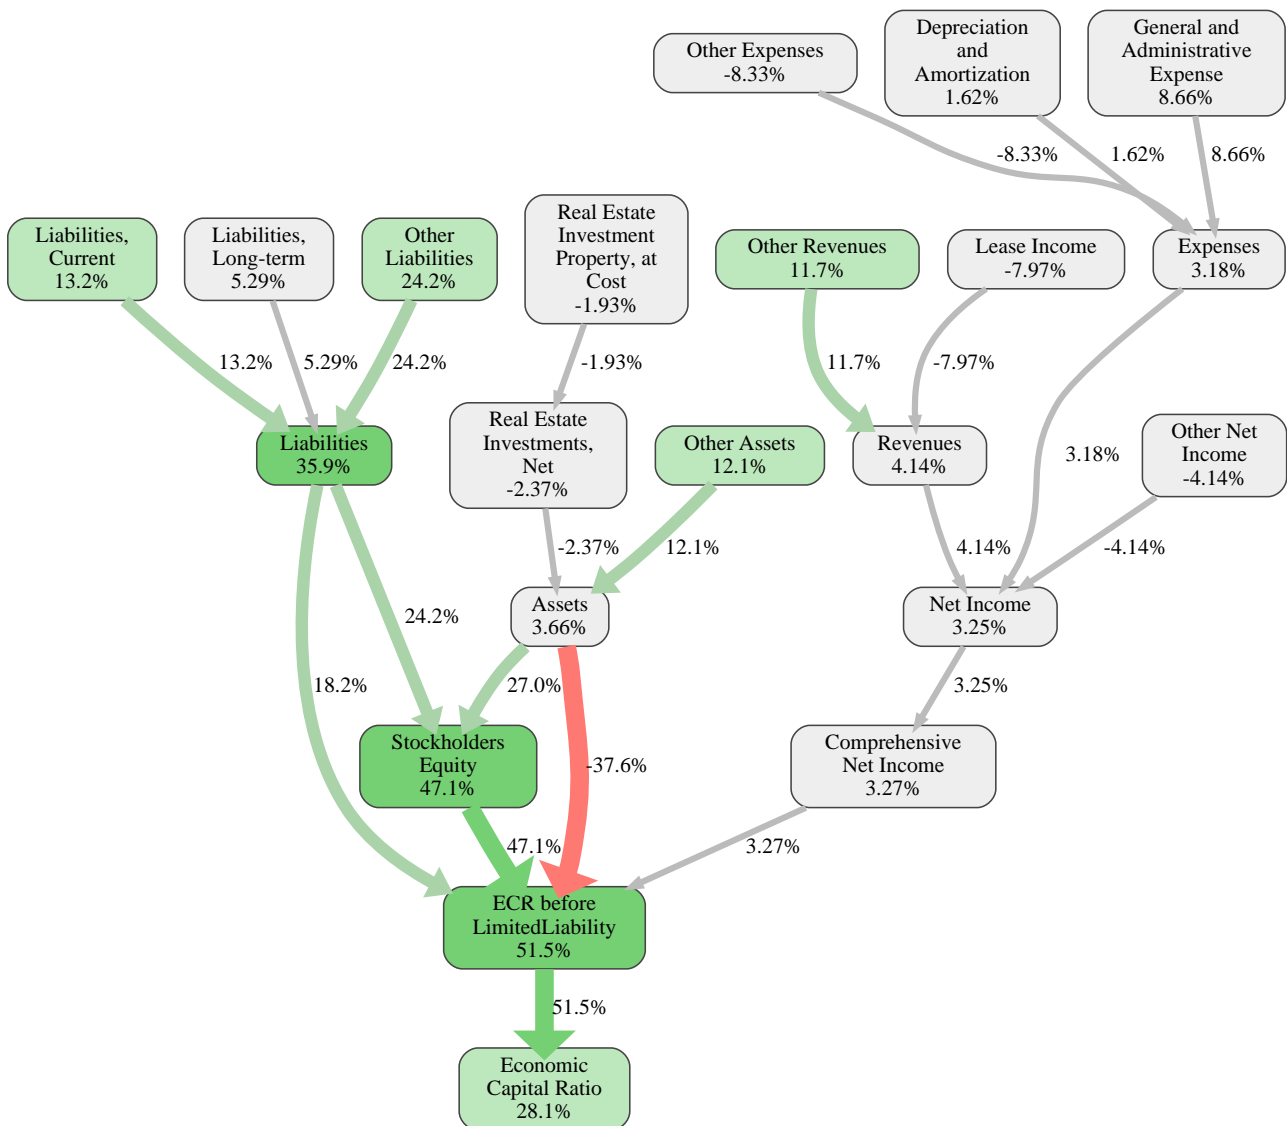 Other Expenses
-8.33%
Depreciation
and
Amortization
1.62%
General and
Administrative
Expense
8.66%
-8.33%
1.62%
8.66%
Liabilities,
Current
13.2%
Liabilities,
Long-term
5.29%
Other
Liabilities
24.2%
Real Estate
Investment
Property, at
Cost
-1.93%
Other Revenues
11.7%
Lease Income
-7.97%
Expenses
3.18%
13.2%
5.29%
24.2%
-1.93%
11.7%
-7.97%
Liabilities
35.9%
Real Estate
Investments,
Net
-2.37%
Other Assets
12.1%
Revenues
4.14%
3.18%
Other Net
Income
-4.14%
-2.37%
12.1%
4.14%
-4.14%
24.2%
Assets
3.66%
Net Income
3.25%
18.2%
27.0%
3.25%
Stockholders
Equity
47.1%
-37.6%
Comprehensive
Net Income
3.27%
47.1%
3.27%
ECR before
LimitedLiability
51.5%
51.5%
Economic
Capital Ratio
28.1%